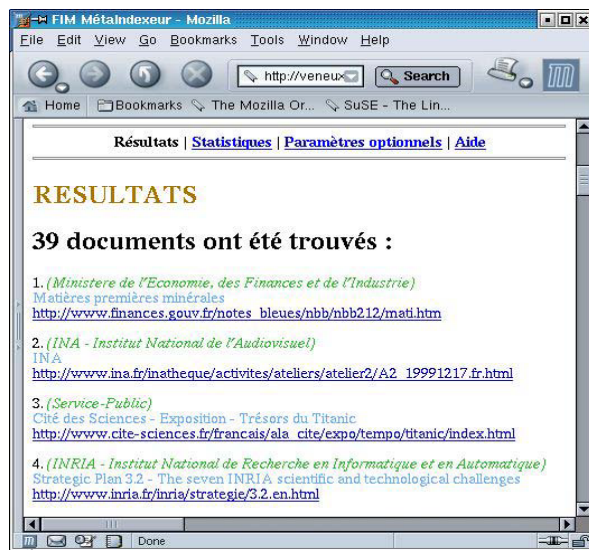 FIM MétaIndexeur - Mozilla
File Edit View Go Bookmarks Tools Window Help
http://veneux Search
Home Bookmarks The Mozilla Or... SuSE - The Lin...
Résultats | Statistiques | Paramètres optionnels | Aide
RESULTATS
39 documents ont été trouvés :
1. (Ministere de l'Economie, des Finances et de l'Industrie)
Matières premières minérales
http://www.finances.gouv.fr/notes_bleues/nbb/nbb212/mati.htm
2. (INA - Institut National de l'Audiovisuel)
INA
http://www.ina.fr/inatheque/activites/ateliers/atelier2/A2_19991217.fr.html
3. (Service-Public)
Cité des Sciences - Exposition - Trésors du Titanic
http://www.cite-sciences.fr/francais/ala_cite/expo/tempo/titanic/index.html
4. (INRIA - Institut National de Recherche en Informatique et en Automatique)
Strategic Plan 3.2 - The seven INRIA scientific and technological challenges
http://www.inria.fr/inria/strategie/3.2.en.html
Done